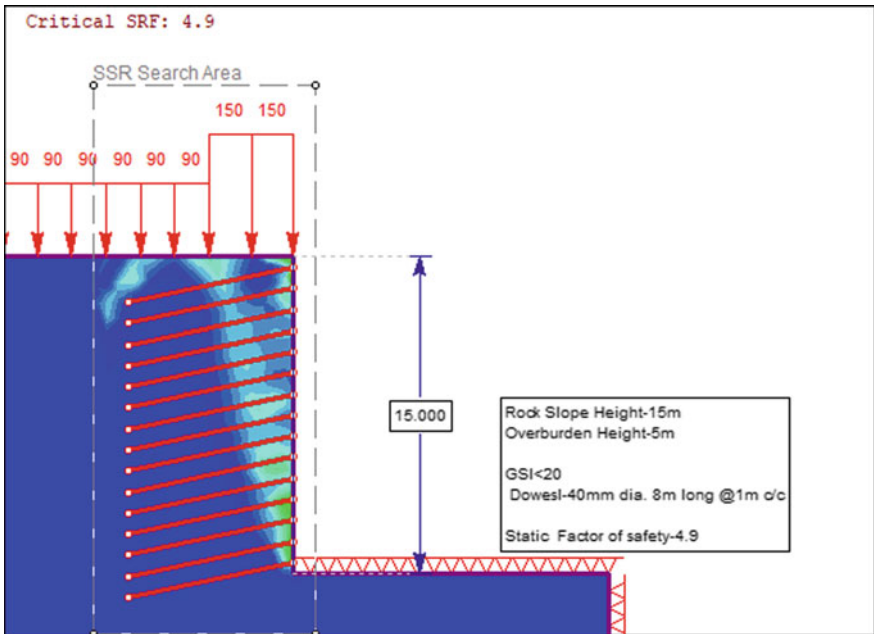 Critical SRF: 4.9
SSR Search Area
150 150
90 90 90 90 90 90
15.000
Rock Slope Height-15m
Overburden Height-5m
GSI<20
Dowesl-40mm dia. 8m long @1m c/c
Static Factor of safety-4.9